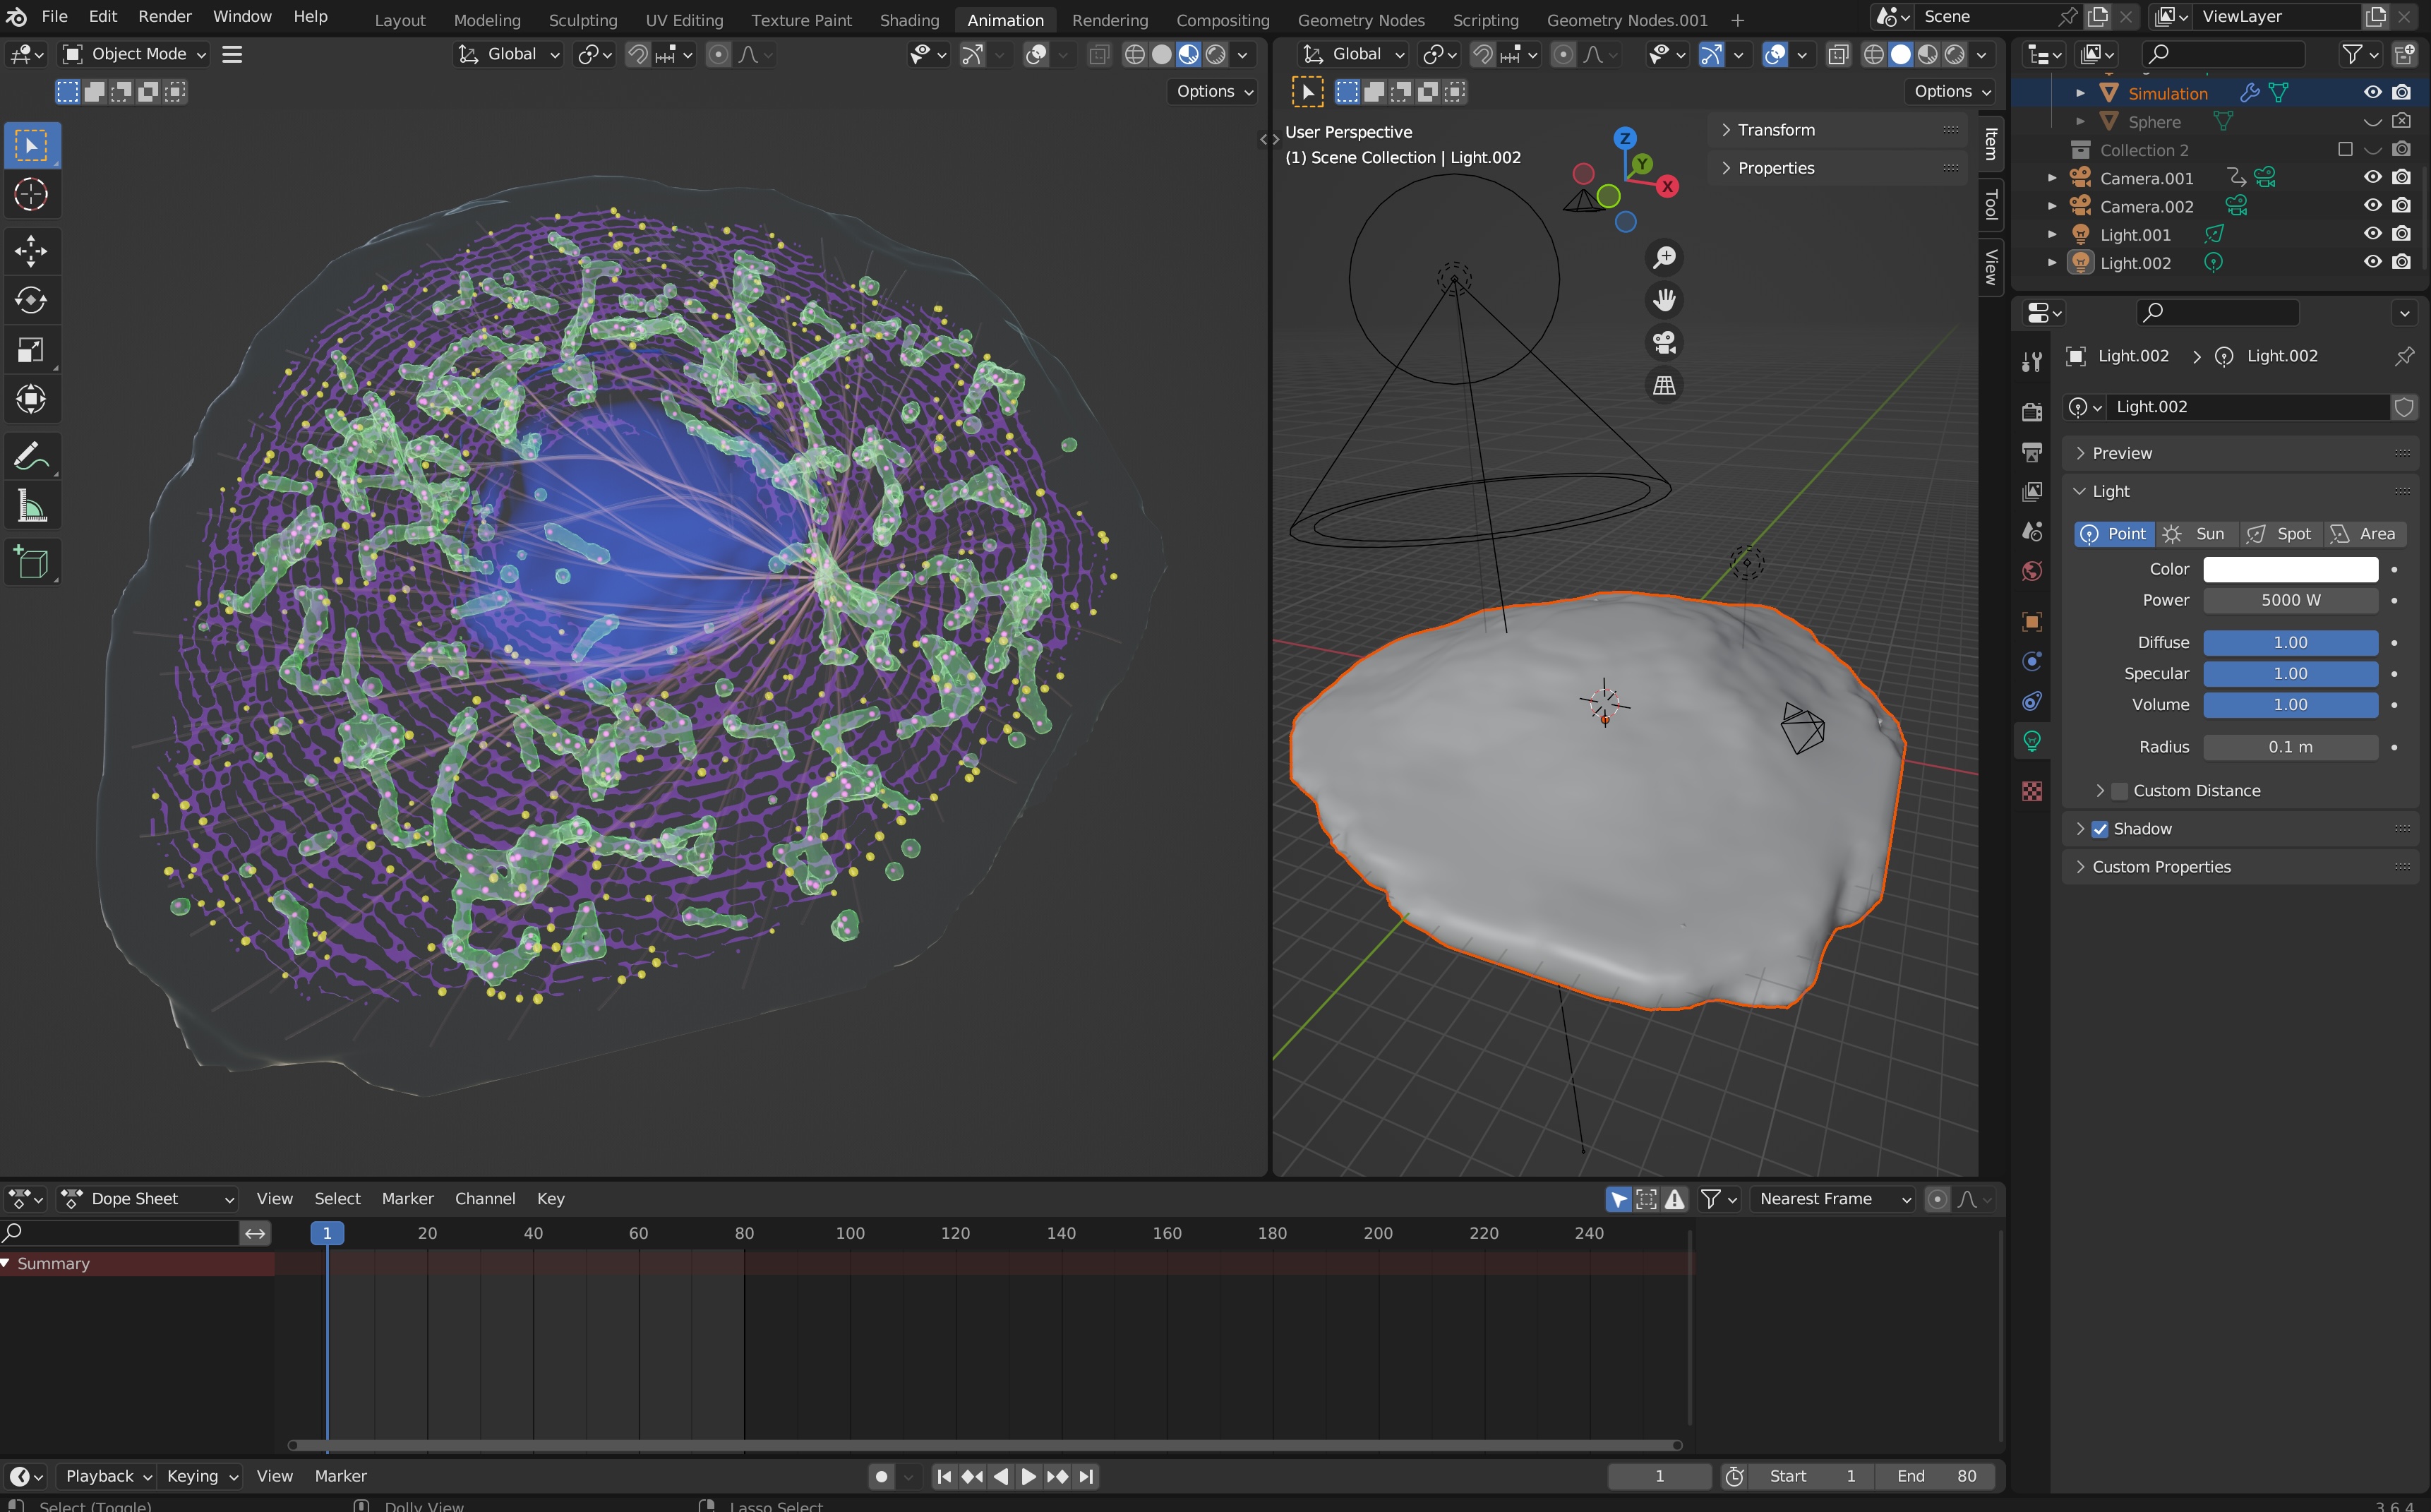 File Edit Render Window Help Layout Modeling Sculpting UV Editing Texture Paint Shading Animation Rendering Compositing Geometry Nodes Scripting Geometry Nodes.001 + Scene ViewLayer
Object Mode Global Global
Options Options
User Perspective
(1) Scene Collection | Light.002
Z
Y
X
Transform
Properties
Item
Tool
View
Simulation
Sphere
Collection 2
Camera.001
Camera.002
Light.001
Light.002
Light.002 Light.002
Light.002
Preview
Light
Point Sun Spot Area
Color
Power 5000 W
Diffuse 1.00
Specular 1.00
Volume 1.00
Radius 0.1 m
Custom Distance
Shadow
Custom Properties
Dope Sheet View Select Marker Channel Key Nearest Frame
1 20 40 60 80 100 120 140 160 180 200 220 240
Summary
Playback Keying View Marker 1 Start 1 End 80
Select (Toggle) Dolly View Lasso Select 3.6.4